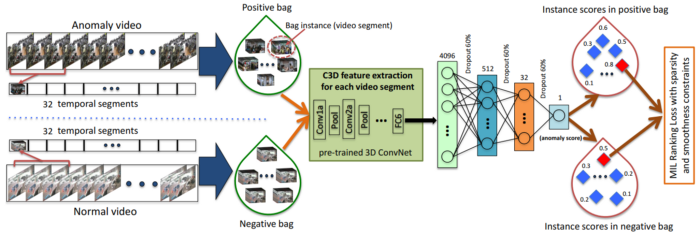 Anomaly video
32 temporal segments
32 temporal segments
Normal video
Positive bag
Bag instance (video segment)
Negative bag
C3D feature extraction
for each video segment
Conv1a
Pool
Conv2a
Pool
FC6
pre-trained 3D ConvNet
4096
Dropout 60%
512
Dropout 60%
32
Dropout 60%
1
(anomaly score)
Instance scores in positive bag
0.6
0.3
0.5
0.1
0.8
0.5
0.3
0.1
0.2
0.2
Instance scores in negative bag
MIL Ranking Loss with sparsity
and smoothness constraints